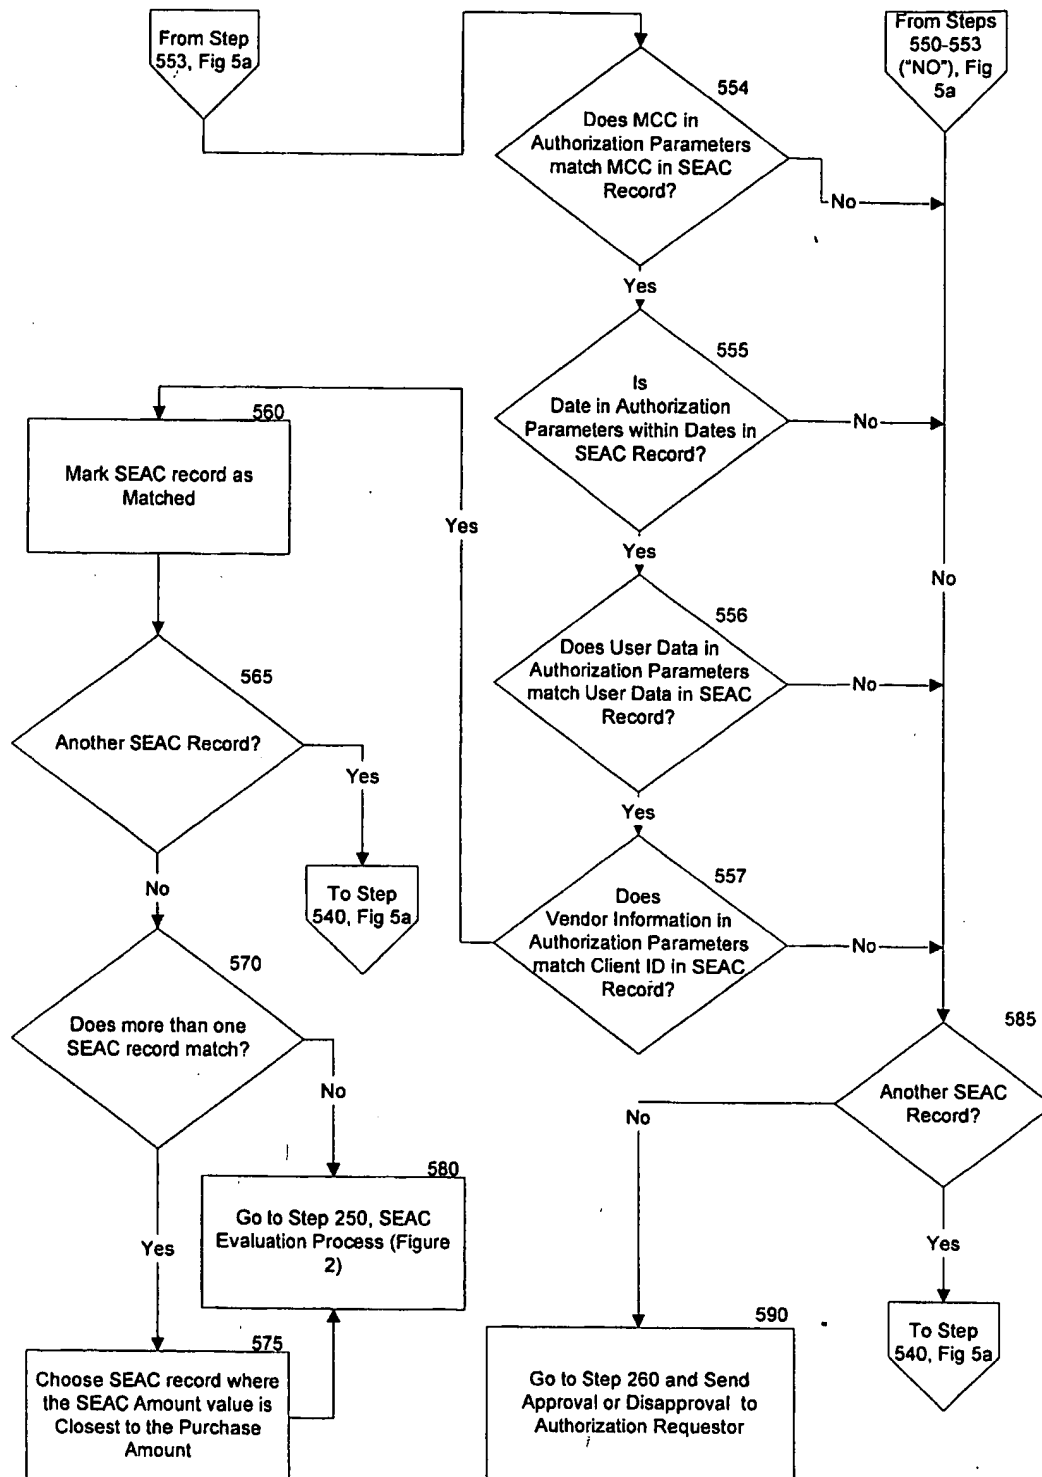 From Step
553, Fig 5a
From Steps
550-553
("NO"), Fig
5a
554
Does MCC in
Authorization Parameters
match MCC in SEAC
Record?
No
Yes
555
Is
Date in Authorization
Parameters within Dates in
SEAC Record?
No
560
Mark SEAC record as
Matched
Yes
Yes
No
556
Does User Data in
Authorization Parameters
match User Data in SEAC
Record?
No
565
Another SEAC Record?
Yes
Yes
To Step
540, Fig 5a
No
557
Does
Vendor Information in
Authorization Parameters
match Client ID in SEAC
Record?
No
570
Does more than one
SEAC record match?
No
585
Another SEAC
Record?
No
580
Go to Step 250, SEAC
Evaluation Process (Figure
2)
Yes
Yes
575
Choose SEAC record where
the SEAC Amount value is
Closest to the Purchase
Amount
590
Go to Step 260 and Send
Approval or Disapproval to
Authorization Requestor
To Step
540, Fig 5a